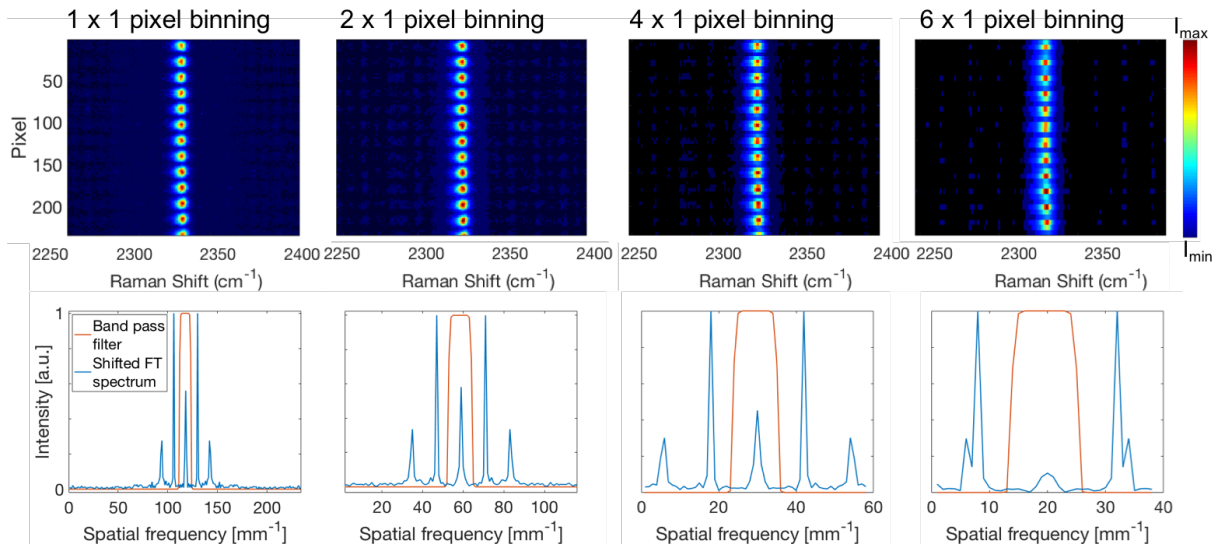 1 x 1 pixel binning
2 x 1 pixel binning
4 x 1 pixel binning
6 x 1 pixel binning
I_max
50
100
150
200
Pixel
I_min
2250 2300 2350 2400
2250 2300 2350 2400
2250 2300 2350 2400
2250 2300 2350
Raman Shift (cm⁻¹)
Raman Shift (cm⁻¹)
Raman Shift (cm⁻¹)
Raman Shift (cm⁻¹)
1
0
Intensity [a.u.]
Band pass
filter
Shifted FT
spectrum
0 50 100 150 200
20 40 60 80 100
0 20 40 60
0 10 20 30 40
Spatial frequency [mm⁻¹]
Spatial frequency [mm⁻¹]
Spatial frequency [mm⁻¹]
Spatial frequency [mm⁻¹]